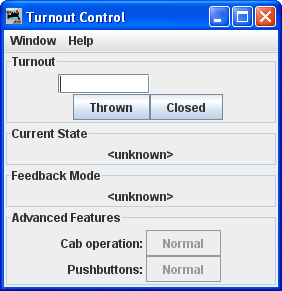 Turnout Control
Window Help
Turnout
Thrown Closed
Current State
<unknown>
Feedback Mode
<unknown>
Advanced Features
Cab operation: Normal
Pushbuttons: Normal